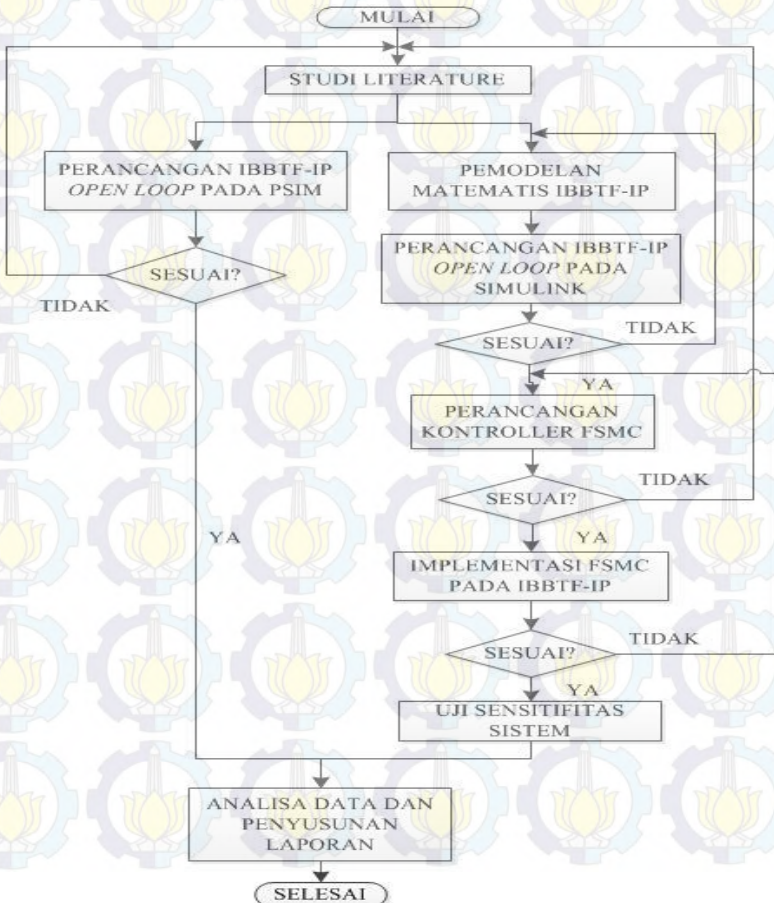 MULAI
STUDI LITERATURE
PERANCANGAN IBBTF-IP
OPEN LOOP PADA PSIM
SESUAI?
TIDAK
YA
PEMODELAN
MATEMATIS IBBTF-IP
PERANCANGAN IBBTF-IP
OPEN LOOP PADA
SIMULINK
SESUAI?
TIDAK
YA
PERANCANGAN
KONTROLLER FSMC
SESUAI?
TIDAK
YA
IMPLEMENTASI FSMC
PADA IBBTF-IP
SESUAI?
TIDAK
YA
UJI SENSITIFITAS
SISTEM
ANALISA DATA DAN
PENYUSUNAN
LAPORAN
SELESAI